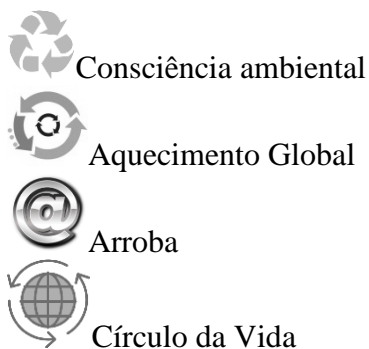 Consciência ambiental
Aquecimento Global
@ Arroba
Círculo da Vida